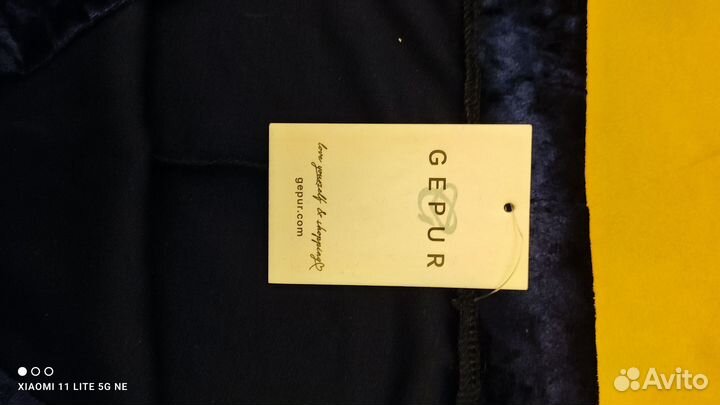 GEPUR
love yourself & shopping
gepur.com
XIAOMI 11 LITE 5G NE
Avito